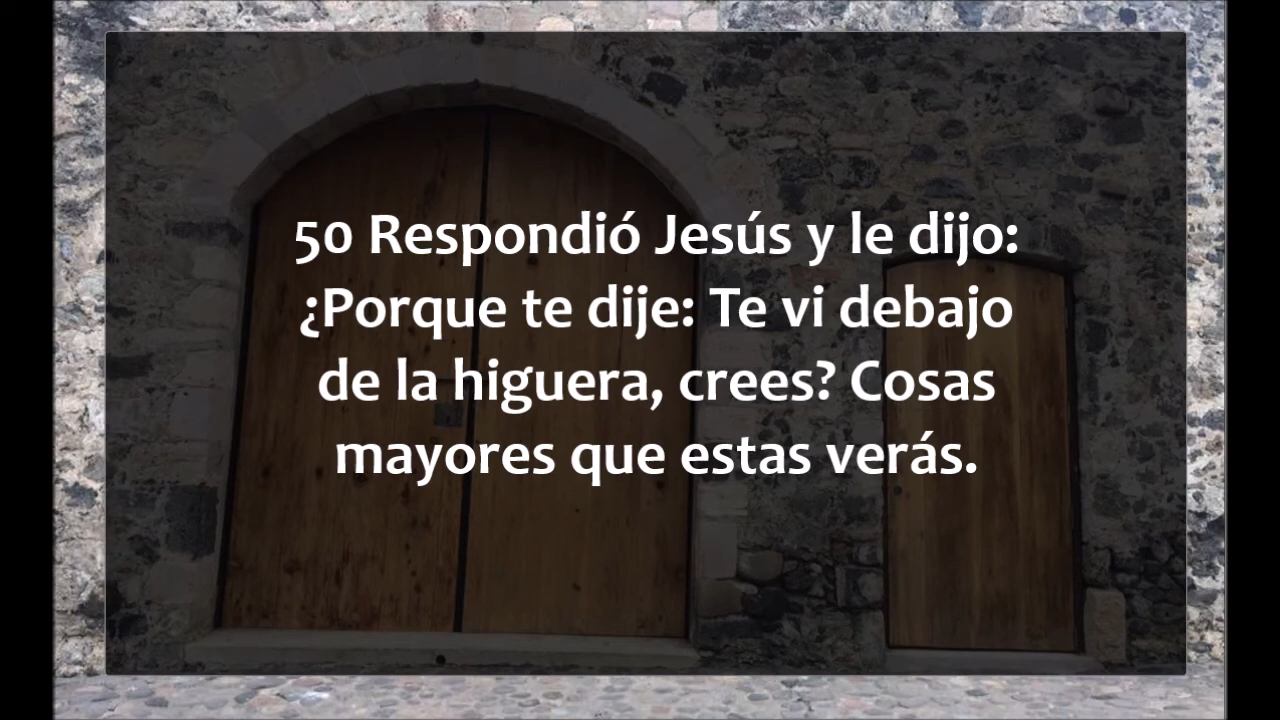 50 Respondió Jesús y le dijo:
¿Porque te dije: Te vi debajo
de la higuera, crees? Cosas
mayores que estas verás.